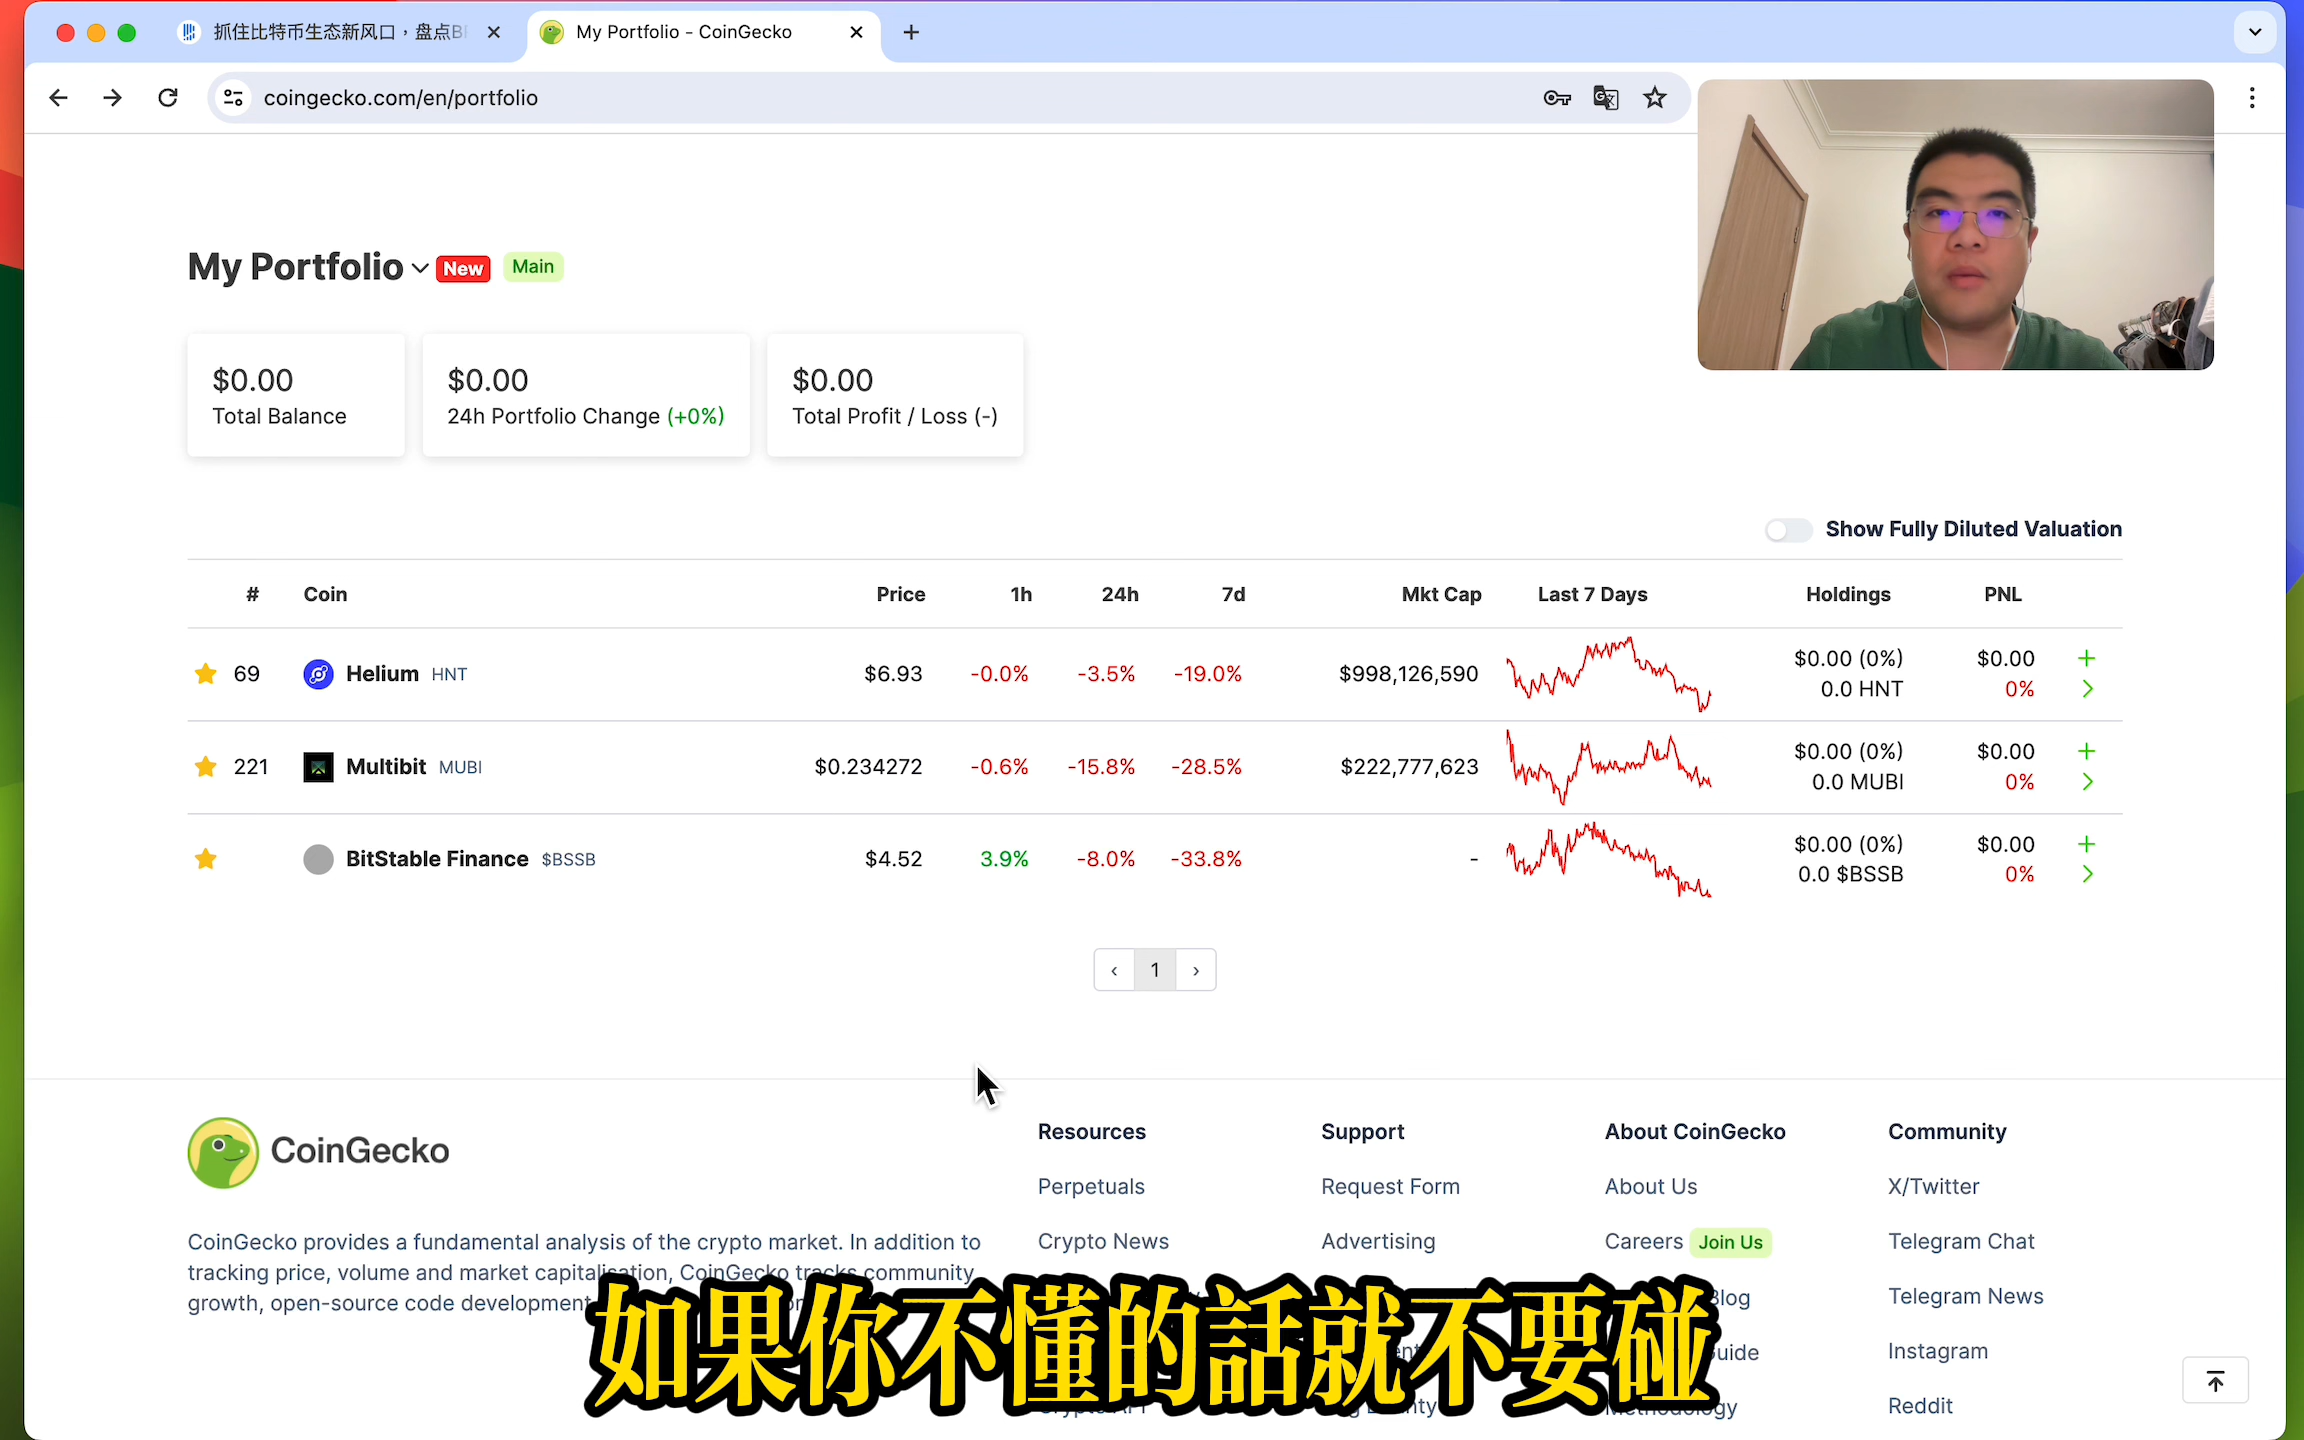 抓住比特币生态新风口，盘点B
My Portfolio - CoinGecko
coingecko.com/en/portfolio
My Portfolio New Main
$0.00
Total Balance
$0.00
24h Portfolio Change (+0%)
$0.00
Total Profit / Loss (-)
Show Fully Diluted Valuation
# Coin Price 1h 24h 7d Mkt Cap Last 7 Days Holdings PNL
69 Helium HNT $6.93 -0.0% -3.5% -19.0% $998,126,590 $0.00 (0%) $0.00 +
0.0 HNT 0%
221 Multibit MUBI $0.234272 -0.6% -15.8% -28.5% $222,777,623 $0.00 (0%) $0.00 +
0.0 MUBI 0%
BitStable Finance $BSSB $4.52 3.9% -8.0% -33.8% - $0.00 (0%) $0.00 +
0.0 $BSSB 0%
‹ 1 ›
CoinGecko
CoinGecko provides a fundamental analysis of the crypto market. In addition to
tracking price, volume and market capitalisation, CoinGecko tracks community
growth, open-source code development
Resources
Perpetuals
Crypto News
Support
Request Form
Advertising
About CoinGecko
About Us
Careers Join Us
Blog
Guide
Methodology
Community
X/Twitter
Telegram Chat
Telegram News
Instagram
Reddit
如果你不懂的話就不要碰